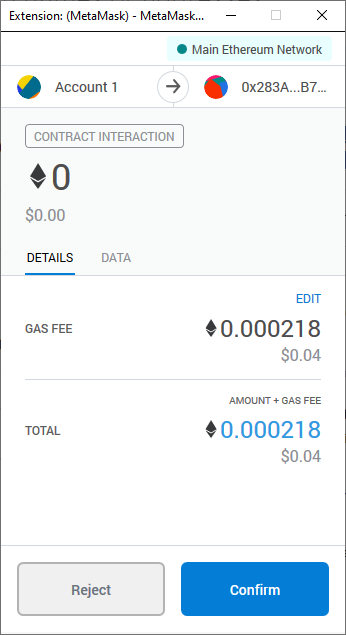 Extension: (MetaMask) - MetaMask...
Main Ethereum Network
Account 1
0x283A...B7...
CONTRACT INTERACTION
0
$0.00
DETAILS DATA
EDIT
GAS FEE 0.000218
$0.04
AMOUNT + GAS FEE
TOTAL 0.000218
$0.04
Reject Confirm